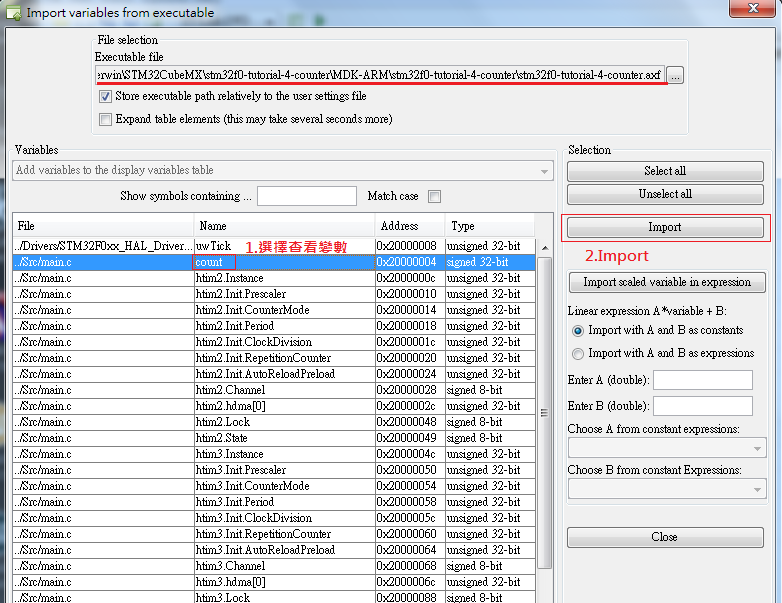 Import variables from executable
File selection
Executable file
erwin\STM32CubeMX\stm32f0-tutorial-4-counter\MDK-ARM\stm32f0-tutorial-4-counter\stm32f0-tutorial-4-counter.axf ...
Store executable path relatively to the user settings file
Expand table elements (this may take several seconds more)
Variables
Add variables to the display variables table
Show symbols containing ... Match case
File Name Address Type
../Drivers/STM32F0xx_HAL_Driver... uwTick 1.選擇查看變數 0x20000008 unsigned 32-bit
../Src/main.c count 0x20000004 signed 32-bit
../Src/main.c htim2.Instance 0x2000000c unsigned 32-bit
../Src/main.c htim2.Init.Prescaler 0x20000010 unsigned 32-bit
../Src/main.c htim2.Init.CounterMode 0x20000014 unsigned 32-bit
../Src/main.c htim2.Init.Period 0x20000018 unsigned 32-bit
../Src/main.c htim2.Init.ClockDivision 0x2000001c unsigned 32-bit
../Src/main.c htim2.Init.RepetitionCounter 0x20000020 unsigned 32-bit
../Src/main.c htim2.Init.AutoReloadPreload 0x20000024 unsigned 32-bit
../Src/main.c htim2.Channel 0x20000028 signed 8-bit
../Src/main.c htim2.hdma[0] 0x2000002c unsigned 32-bit
../Src/main.c htim2.Lock 0x20000048 signed 8-bit
../Src/main.c htim2.State 0x20000049 signed 8-bit
../Src/main.c htim3.Instance 0x2000004c unsigned 32-bit
../Src/main.c htim3.Init.Prescaler 0x20000050 unsigned 32-bit
../Src/main.c htim3.Init.CounterMode 0x20000054 unsigned 32-bit
../Src/main.c htim3.Init.Period 0x20000058 unsigned 32-bit
../Src/main.c htim3.Init.ClockDivision 0x2000005c unsigned 32-bit
../Src/main.c htim3.Init.RepetitionCounter 0x20000060 unsigned 32-bit
../Src/main.c htim3.Init.AutoReloadPreload 0x20000064 unsigned 32-bit
../Src/main.c htim3.Channel 0x20000068 signed 8-bit
../Src/main.c htim3.hdma[0] 0x2000006c unsigned 32-bit
../Src/main.c htim3.Lock 0x20000088 signed 8-bit
Selection
Select all
Unselect all
Import
2.Import
Import scaled variable in expression
Linear expression A*variable + B:
Import with A and B as constants
Import with A and B as expressions
Enter A (double):
Enter B (double):
Choose A from constant expressions:
Choose B from constant Expressions:
Close